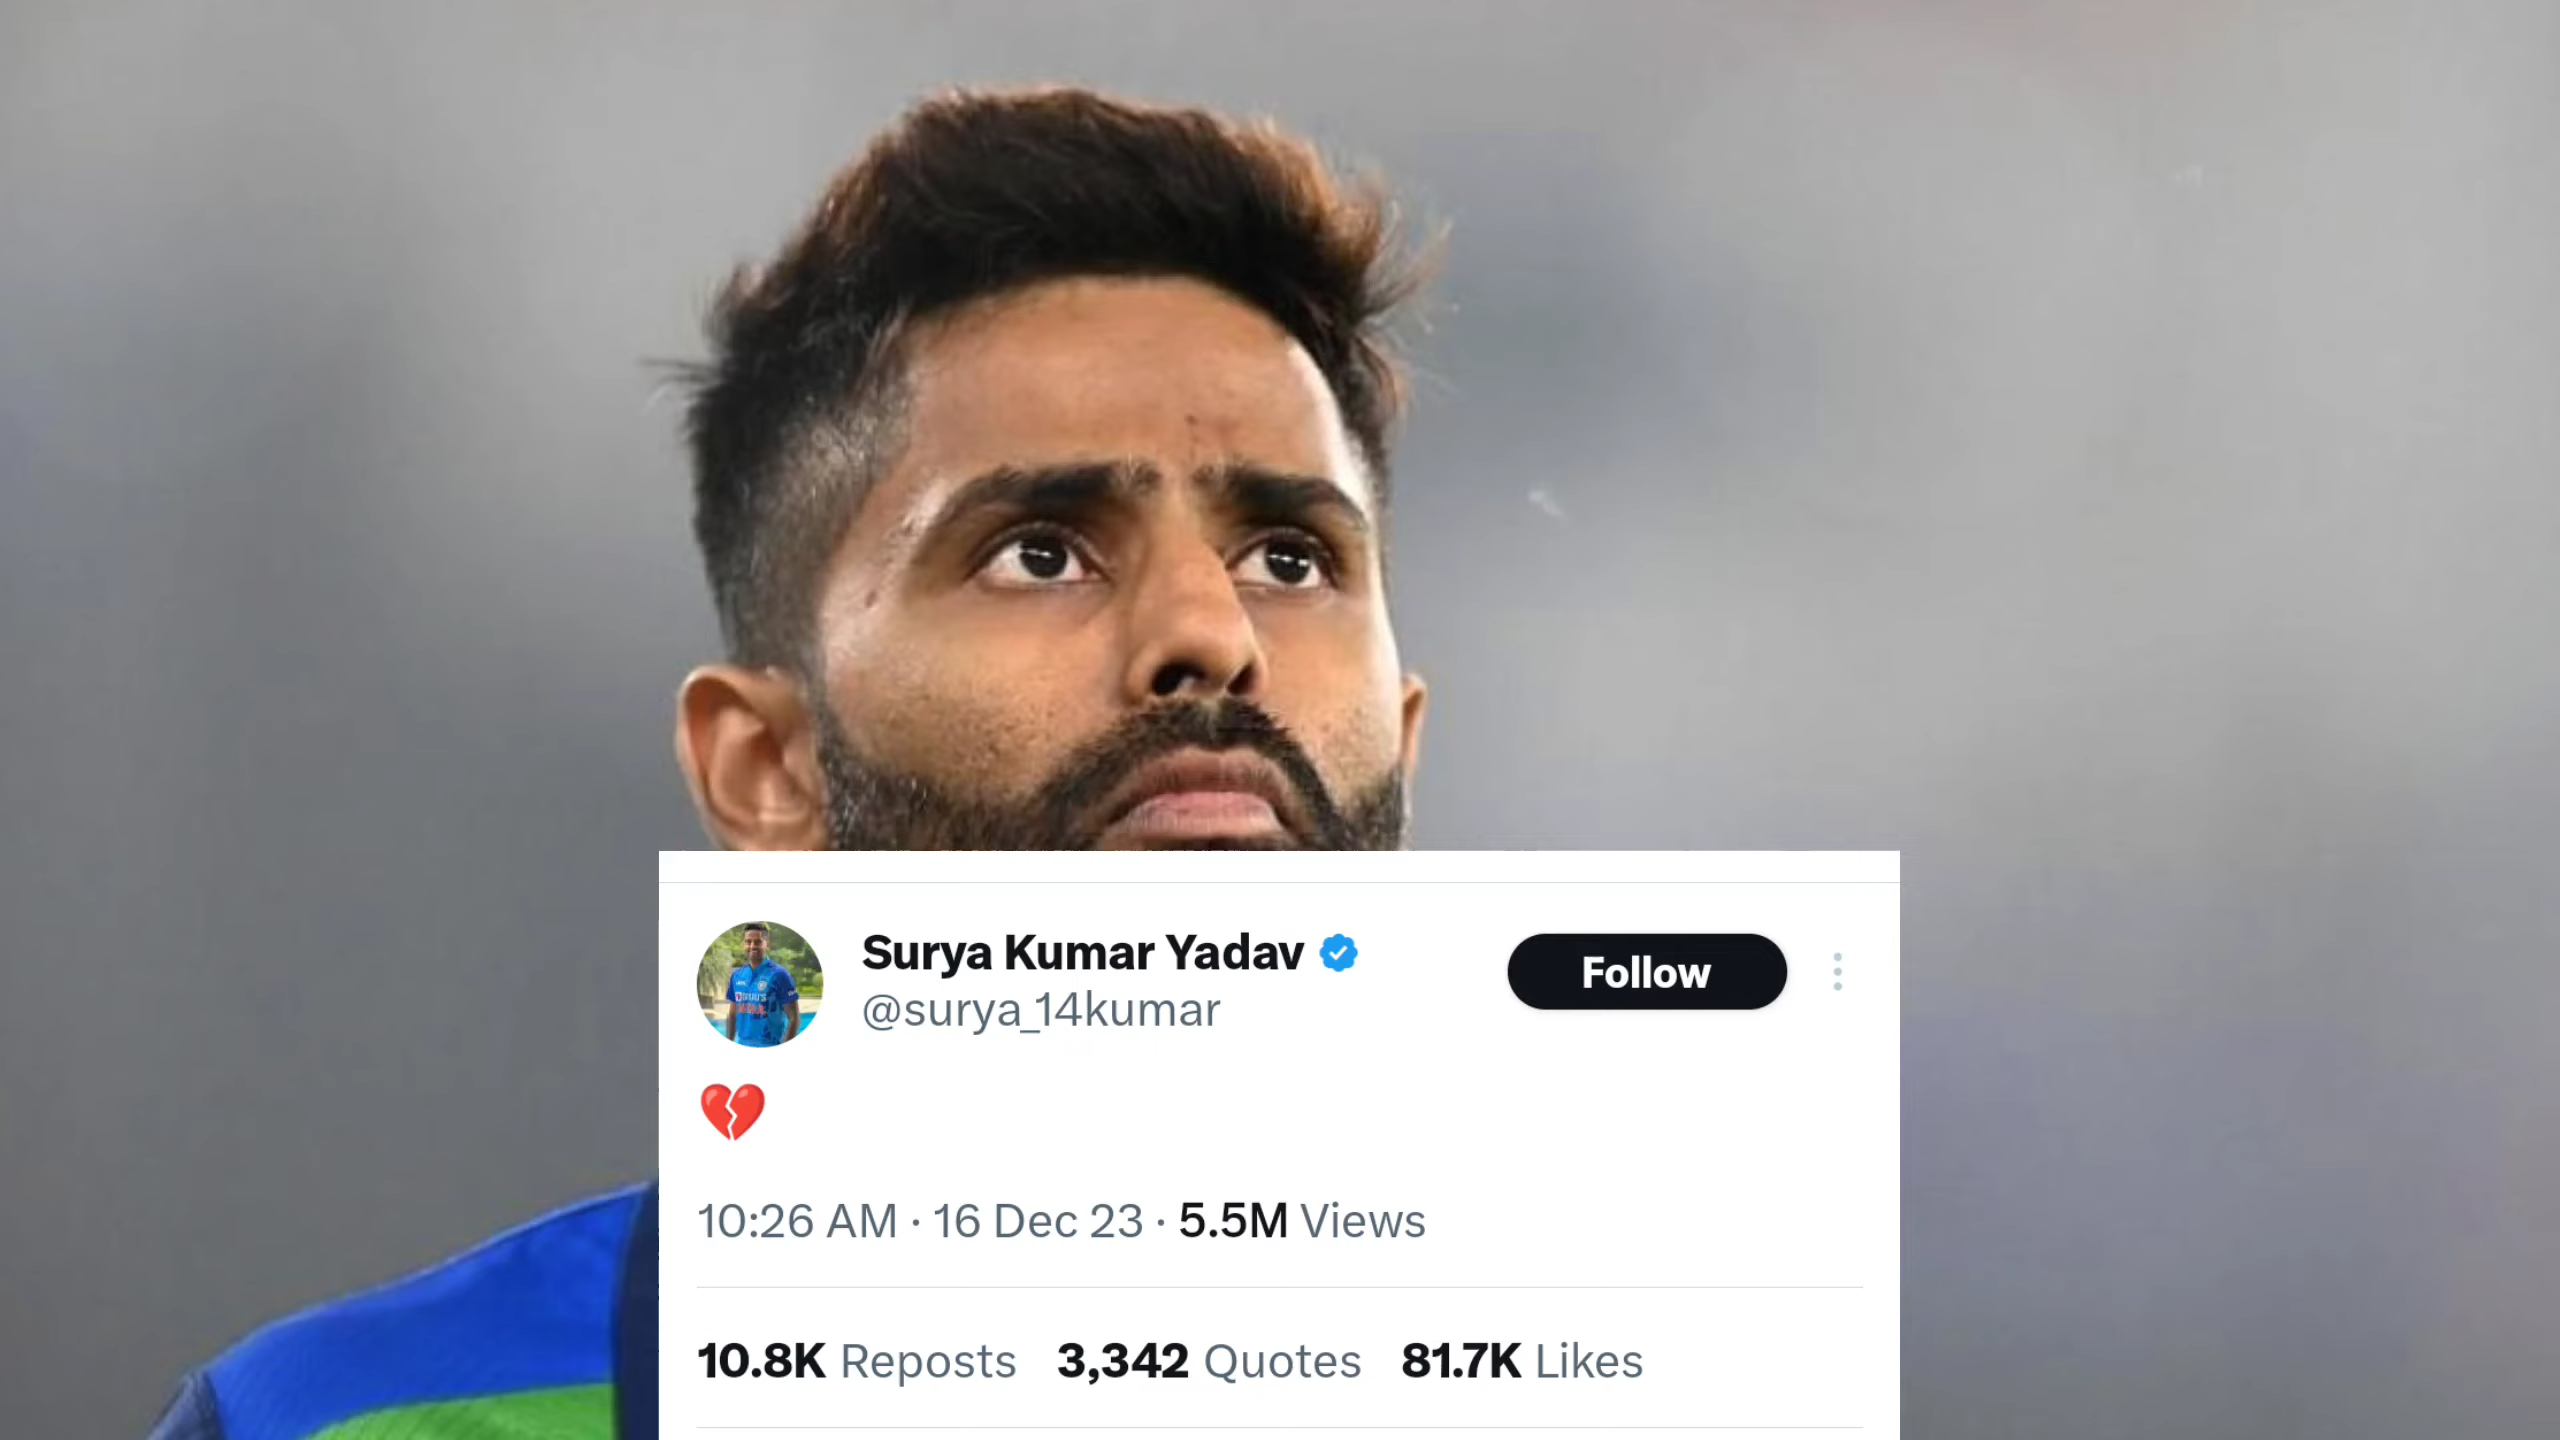 Surya Kumar Yadav
Follow
@surya_14kumar
💔
10:26 AM · 16 Dec 23 · 5.5M Views
10.8K Reposts 3,342 Quotes 81.7K Likes